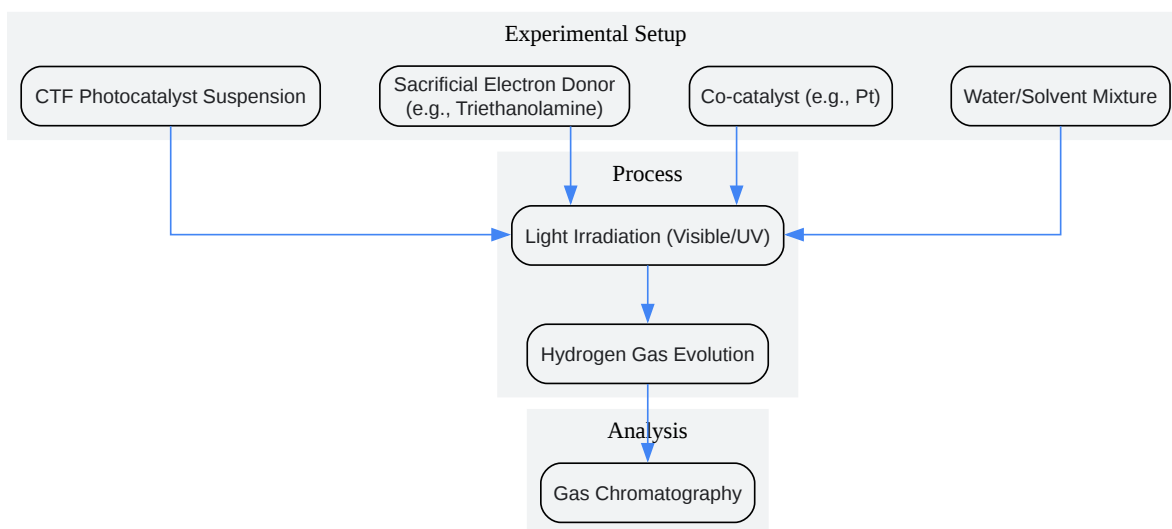 Experimental Setup
CTF Photocatalyst Suspension
Sacrificial Electron Donor
(e.g., Triethanolamine)
Co-catalyst (e.g., Pt)
Water/Solvent Mixture
Process
Light Irradiation (Visible/UV)
Hydrogen Gas Evolution
Analysis
Gas Chromatography